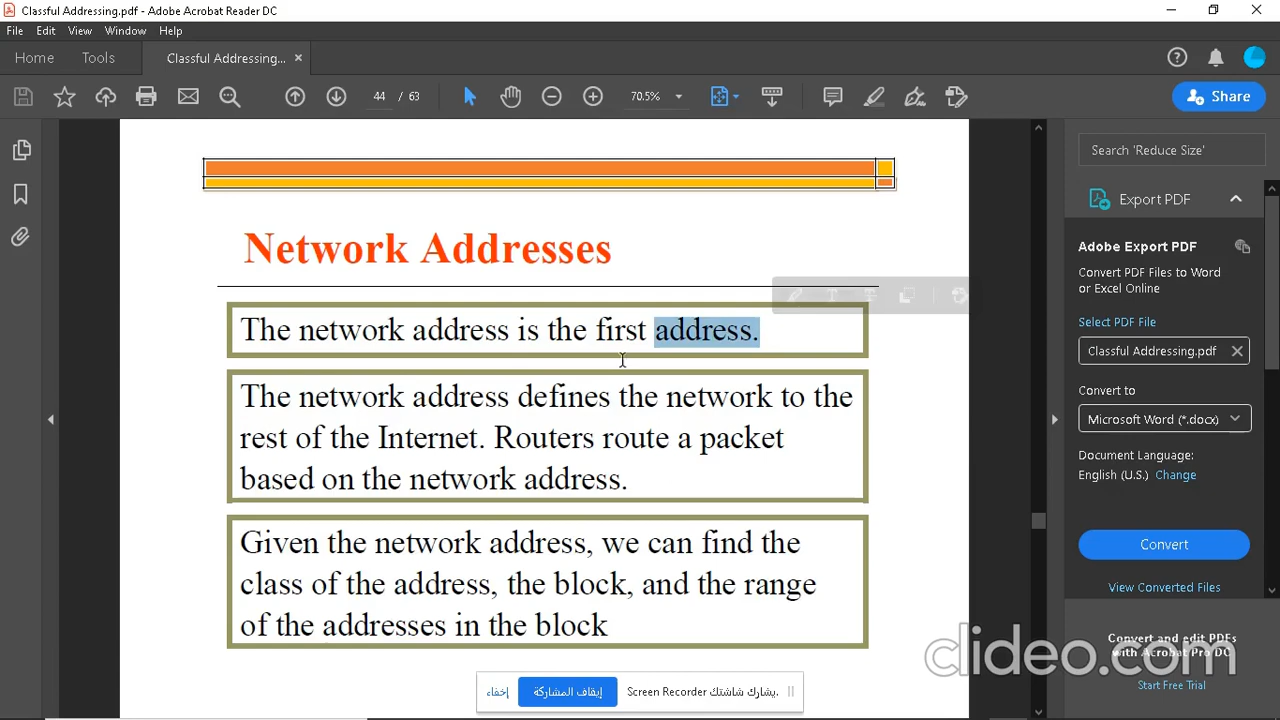 Classful Addressing.pdf - Adobe Acrobat Reader DC
File Edit View Window Help
Home Tools Classful Addressing... ×
44 / 63 70.5% Share
Search 'Reduce Size'
Export PDF
Adobe Export PDF
Convert PDF Files to Word
or Excel Online
Select PDF File
Classful Addressing.pdf ×
Convert to
Microsoft Word (*.docx)
Document Language:
English (U.S.) Change
Convert
View Converted Files
Convert and edit PDFs
with Acrobat Pro DC
Start Free Trial
Network Addresses
The network address is the first address.
The network address defines the network to the
rest of the Internet. Routers route a packet
based on the network address.
Given the network address, we can find the
class of the address, the block, and the range
of the addresses in the block
clideo.com
يشارك شاشتك Screen Recorder. إيقاف المشاركة إخفاء